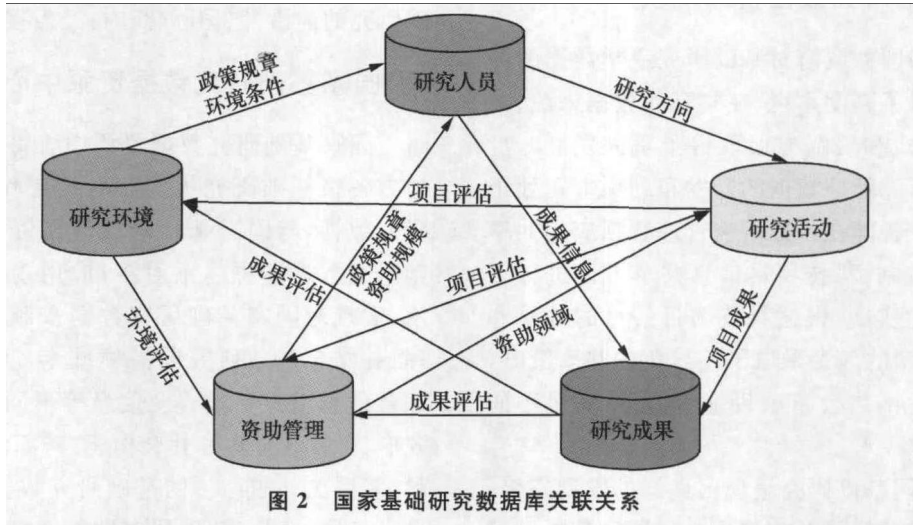 政策规章
环境条件
研究人员
研究方向
研究环境
项目评估
研究活动
成果评估
政策规章
资助规模
项目评估
成果信息
资助领域
环境评估
项目成果
资助管理
成果评估
研究成果
图 2 国家基础研究数据库关联关系